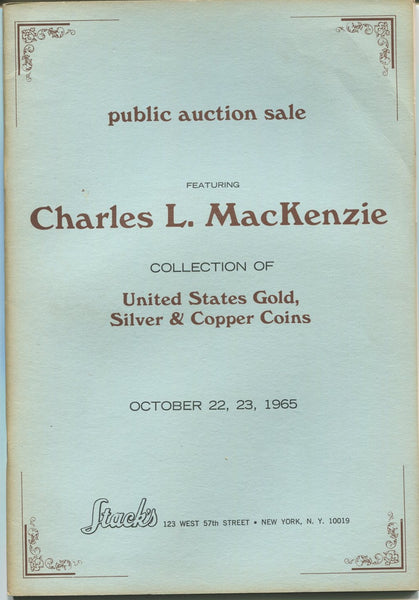 public auction sale
FEATURING
Charles L. MacKenzie
COLLECTION OF
United States Gold,
Silver & Copper Coins
OCTOBER 22, 23, 1965
Stack's 123 WEST 57th STREET • NEW YORK, N. Y. 10019